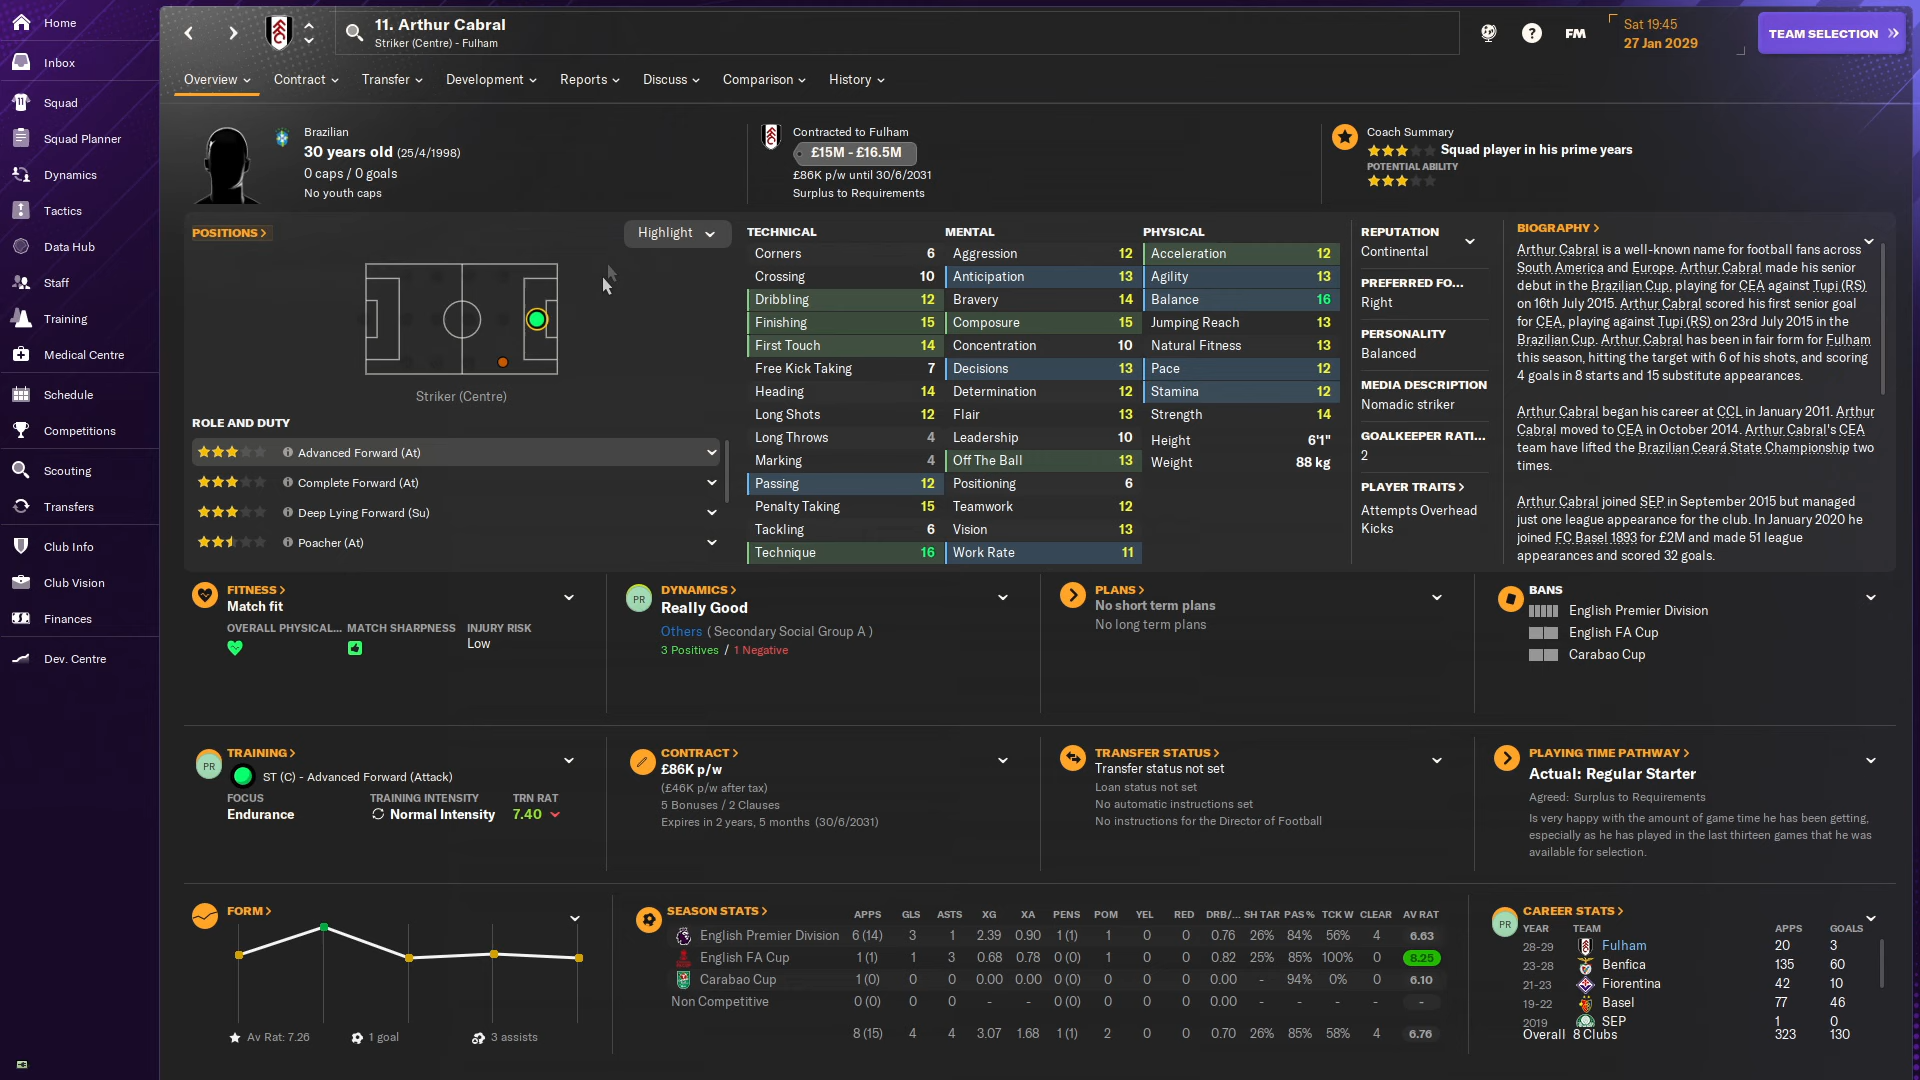 Home
Inbox
Squad
Squad Planner
Dynamics
Tactics
Data Hub
Staff
Training
Medical Centre
Schedule
Competitions
Scouting
Transfers
Club Info
Club Vision
Finances
Dev. Centre
11. Arthur Cabral
Striker (Centre) - Fulham
FM
Sat 19:45
27 Jan 2029
TEAM SELECTION
Overview Contract Transfer Development Reports Discuss Comparison History
Brazilian
30 years old (25/4/1998)
0 caps / 0 goals
No youth caps
Contracted to Fulham
£15M - £16.5M
£86K p/w until 30/6/2031
Surplus to Requirements
Coach Summary
Squad player in his prime years
POTENTIAL ABILITY
POSITIONS >
Highlight
Striker (Centre)
ROLE AND DUTY
Advanced Forward (At)
Complete Forward (At)
Deep Lying Forward (Su)
Poacher (At)
TECHNICAL
Corners 6
Crossing 10
Dribbling 12
Finishing 15
First Touch 14
Free Kick Taking 7
Heading 14
Long Shots 12
Long Throws 4
Marking 4
Passing 12
Penalty Taking 15
Tackling 6
Technique 16
MENTAL
Aggression 12
Anticipation 13
Bravery 14
Composure 15
Concentration 10
Decisions 13
Determination 12
Flair 13
Leadership 10
Off The Ball 13
Positioning 6
Teamwork 12
Vision 13
Work Rate 11
PHYSICAL
Acceleration 12
Agility 13
Balance 16
Jumping Reach 13
Natural Fitness 13
Pace 12
Stamina 12
Strength 14
Height 6'1"
Weight 88 kg
REPUTATION
Continental
PREFERRED FO...
Right
PERSONALITY
Balanced
MEDIA DESCRIPTION
Nomadic striker
GOALKEEPER RATI...
2
PLAYER TRAITS >
Attempts Overhead
Kicks
BIOGRAPHY >
Arthur Cabral is a well-known name for football fans across
South America and Europe. Arthur Cabral made his senior
debut in the Brazilian Cup, playing for CEA against Tupi (RS)
on 16th July 2015. Arthur Cabral scored his first senior goal
for CEA, playing against Tupi (RS) on 23rd July 2015 in the
Brazilian Cup. Arthur Cabral has been in fair form for Fulham
this season, hitting the target with 6 of his shots, and scoring
4 goals in 8 starts and 15 substitute appearances.
Arthur Cabral began his career at CCL in January 2011. Arthur
Cabral moved to CEA in October 2014. Arthur Cabral's CEA
team have lifted the Brazilian Ceará State Championship two
times.
Arthur Cabral joined SEP in September 2015 but managed
just one league appearance for the club. In January 2020 he
joined FC Basel 1893 for £2M and made 51 league
appearances and scored 32 goals.
FITNESS >
Match fit
OVERALL PHYSICAL... MATCH SHARPNESS INJURY RISK
Low
PR
DYNAMICS >
Really Good
Others ( Secondary Social Group A )
3 Positives / 1 Negative
PLANS >
No short term plans
No long term plans
BANS
English Premier Division
English FA Cup
Carabao Cup
PR
TRAINING >
ST (C) - Advanced Forward (Attack)
FOCUS TRAINING INTENSITY TRN RAT
Endurance Normal Intensity 7.40
CONTRACT >
£86K p/w
(£46K p/w after tax)
5 Bonuses / 2 Clauses
Expires in 2 years, 5 months (30/6/2031)
TRANSFER STATUS >
Transfer status not set
Loan status not set
No automatic instructions set
No instructions for the Director of Football
PLAYING TIME PATHWAY >
Actual: Regular Starter
Agreed: Surplus to Requirements
Is very happy with the amount of game time he has been getting,
especially as he has played in the last thirteen games that he was
available for selection.
FORM >
Av Rat: 7.26 1 goal 3 assists
SEASON STATS > APPS GLS ASTS XG XA PENS POM YEL RED DRB/... SH TAR PAS % TCK W CLEAR AV RAT
English Premier Division 6 (14) 3 1 2.39 0.90 1 (1) 1 0 0 0.76 26% 84% 56% 4 6.63
English FA Cup 1 (1) 1 3 0.68 0.78 0 (0) 1 0 0 0.82 25% 85% 100% 0 8.25
Carabao Cup 1 (0) 0 0 0.00 0.00 0 (0) 0 0 0 0.00 - 94% 0% 0 6.10
Non Competitive 0 (0) 0 0 - - 0 (0) 0 0 0 0.00 - - - - -
8 (15) 4 4 3.07 1.68 1 (1) 2 0 0 0.70 26% 85% 58% 4 6.76
PR
CAREER STATS >
YEAR TEAM APPS GOALS
28-29 Fulham 20 3
23-28 Benfica 135 60
21-23 Fiorentina 42 10
19-22 Basel 77 46
2019 SEP 1 0
Overall 8 Clubs 323 130